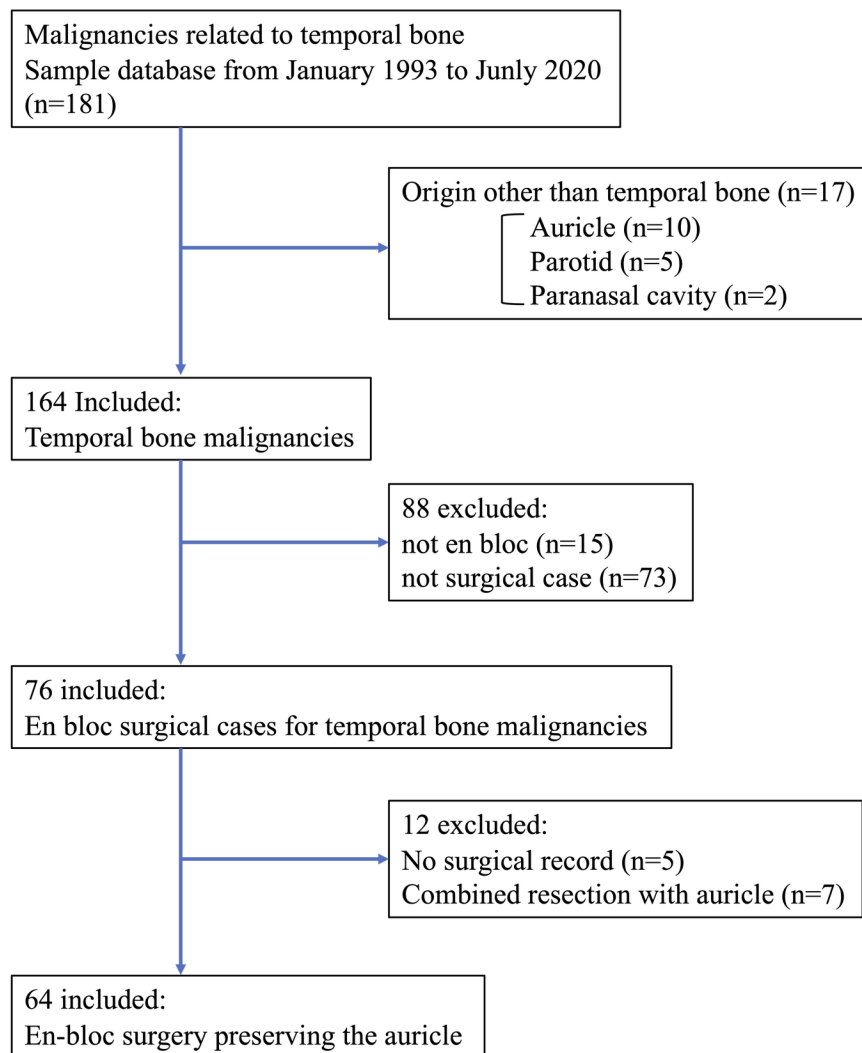 Malignancies related to temporal bone
Sample database from January 1993 to Junly 2020
(n=181)
Origin other than temporal bone (n=17)
Auricle (n=10)
Parotid (n=5)
Paranasal cavity (n=2)
164 Included:
Temporal bone malignancies
88 excluded:
not en bloc (n=15)
not surgical case (n=73)
76 included:
En bloc surgical cases for temporal bone malignancies
12 excluded:
No surgical record (n=5)
Combined resection with auricle (n=7)
64 included:
En-bloc surgery preserving the auricle